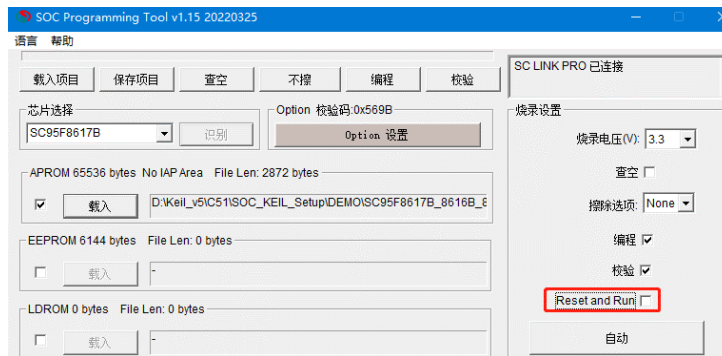 SOC Programming Tool v1.15 20220325
语言 帮助
载入项目 保存项目 查空 不擦 编程 校验
SC LINK PRO 已连接
芯片选择
SC95F8617B 识别
Option 校验码:0x569B
Option 设置
烧录设置
烧录电压(V): 3.3
查空
擦除选项: None
编程
校验
Reset and Run
自动
APROM 65536 bytes No IAP Area File Len: 2872 bytes
载入 D:\Keil_v5\C51\SOC_KEIL_Setup\DEMO\SC95F8617B_8616B_8
EEPROM 6144 bytes File Len: 0 bytes
载入 -
LDROM 0 bytes File Len: 0 bytes
载入 -